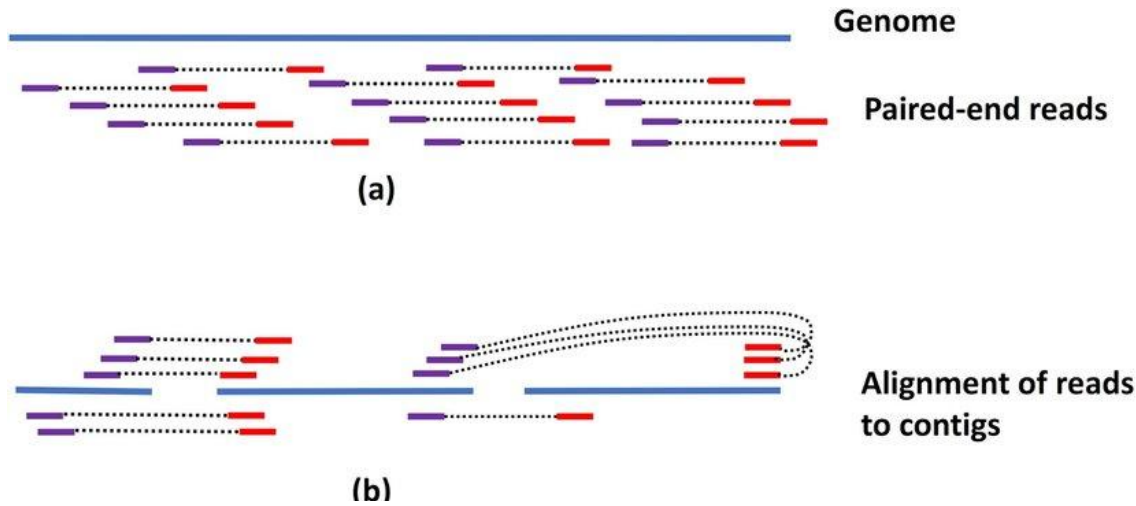 Genome
Paired-end reads
(a)
Alignment of reads
to contigs
(b)